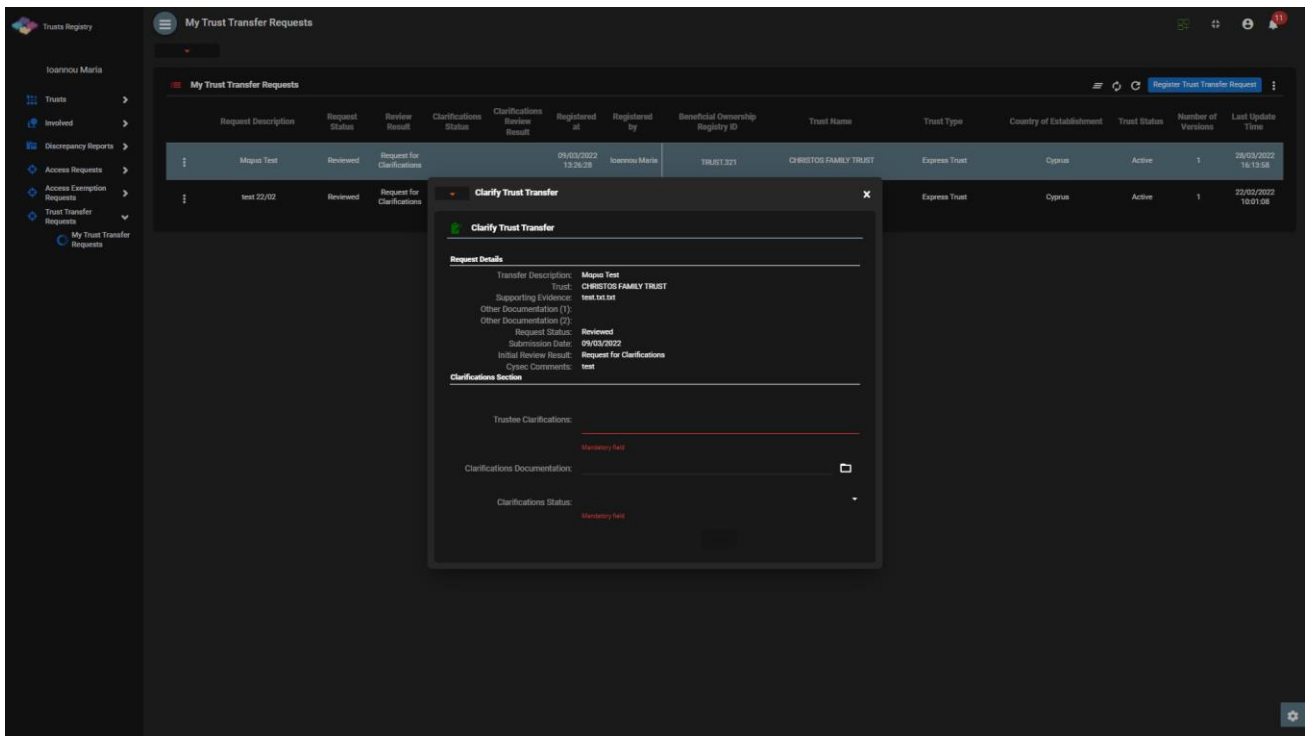 Trusts Registry
My Trust Transfer Requests
11
Ioannou Maria
Trusts
Involved
Discrepancy Reports
Access Requests
Access Exemption
Requests
Trust Transfer
Requests
My Trust Transfer
Requests
My Trust Transfer Requests
Register Trust Transfer Request
Request Description
Request
Status
Review
Result
Clarifications
Status
Clarifications
Review
Result
Registered
at
Registered
by
Beneficial Ownership
Registry ID
Trust Name
Trust Type
Country of Establishment
Trust Status
Number of
Versions
Last Update
Time
Μαρια Test
Reviewed
Request for
Clarifications
09/03/2022
13:26:29
Ioannou Maria
TRUST.321
CHRISTOS FAMILY TRUST
Express Trust
Cyprus
Active
1
28/03/2022
16:13:58
test 22/02
Reviewed
Request for
Clarifications
Express Trust
Cyprus
Active
1
22/02/2022
10:01:08
Clarify Trust Transfer
Clarify Trust Transfer
Request Details
Transfer Description: Μαρια Test
Trust: CHRISTOS FAMILY TRUST
Supporting Evidence: test.txt.txt
Other Documentation (1):
Other Documentation (2):
Request Status: Reviewed
Submission Date: 09/03/2022
Initial Review Result: Request for Clarifications
Cysec Comments: test
Clarifications Section
Trustee Clarifications:
Mandatory field
Clarifications Documentation:
Clarifications Status:
Mandatory field